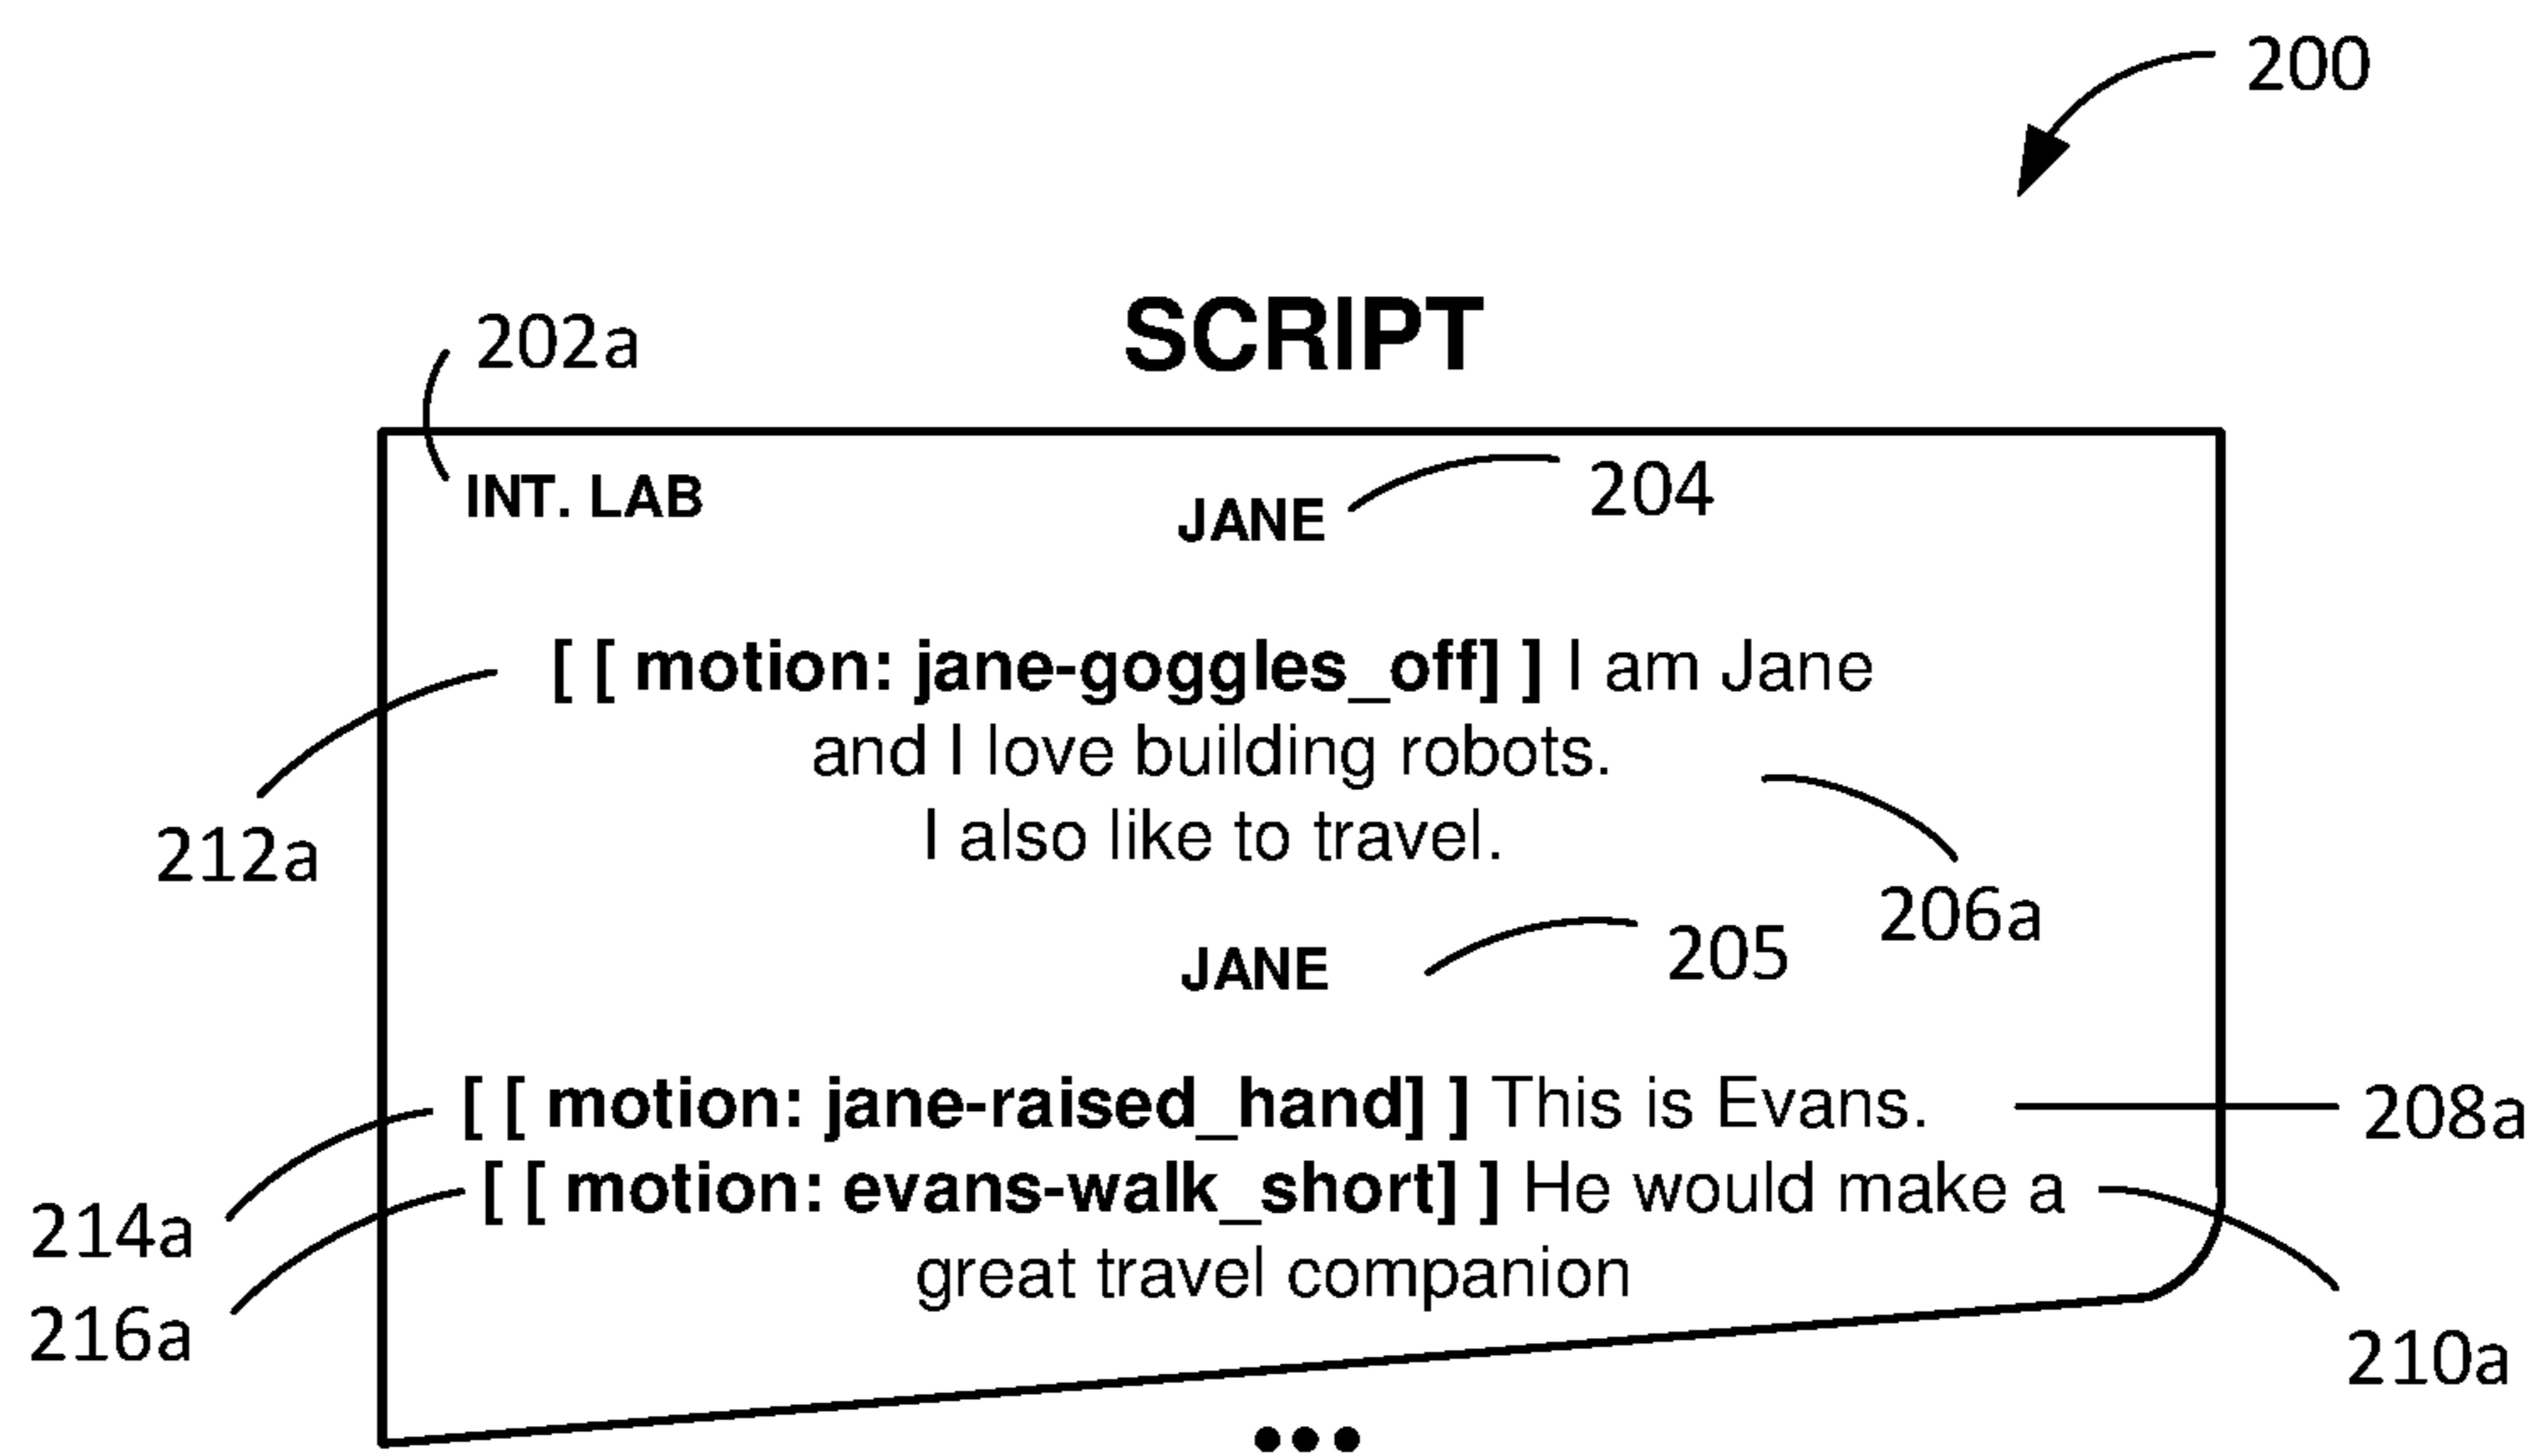 200
SCRIPT
202a
INT. LAB
JANE
204
[ [ motion: jane-goggles_off] ] I am Jane
and I love building robots.
I also like to travel.
212a
206a
JANE
205
[ [ motion: jane-raised_hand] ] This is Evans.
208a
[ [ motion: evans-walk_short] ] He would make a
214a
great travel companion
216a
210a
•••